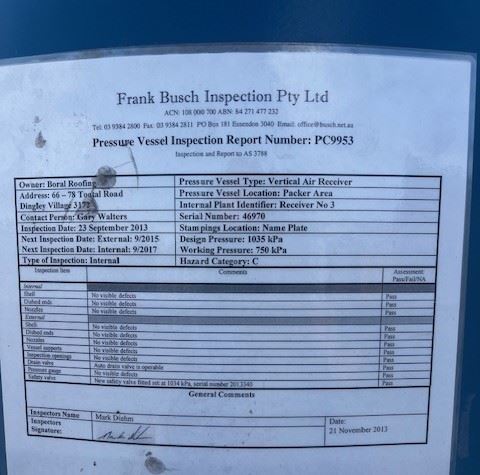 Frank Busch Inspection Pty Ltd
ACN: 108 000 700 ABN: 84 271 477 232
Tel: 03 9384 2800 Fax: 03 9384 2811 PO Box 181 Essendon 3040 Email: office@busch.net.au
Pressure Vessel Inspection Report Number: PC9953
Inspection and Report to AS 3788
Owner: Boral Roofing Pressure Vessel Type: Vertical Air Receiver
Address: 66 – 78 Tootal Road Pressure Vessel Location: Packer Area
Dingley Village 3172 Internal Plant Identifier: Receiver No 3
Contact Person: Gary Walters Serial Number: 46970
Inspection Date: 23 September 2013 Stampings Location: Name Plate
Next Inspection Date: External: 9/2015 Design Pressure: 1035 kPa
Next Inspection Date: Internal: 9/2017 Working Pressure: 750 kPa
Type of Inspection: Internal Hazard Category: C
Inspection Item Comments Assessment: Pass/Fail/NA
Internal
Shell No visible defects Pass
Dished ends No visible defects Pass
Nozzles No visible defects Pass
External
Shell No visible defects Pass
Dished ends No visible defects Pass
Nozzles No visible defects Pass
Vessel supports No visible defects Pass
Inspection openings No visible defects Pass
Drain valve Auto drain valve is operable Pass
Pressure gauge No visible defects Pass
Safety valve New safety valve fitted set at 1034 kPa, serial number 2013340 Pass
General Comments
Inspectors Name Mark Diehm Date:
Inspectors Signature: 21 November 2013